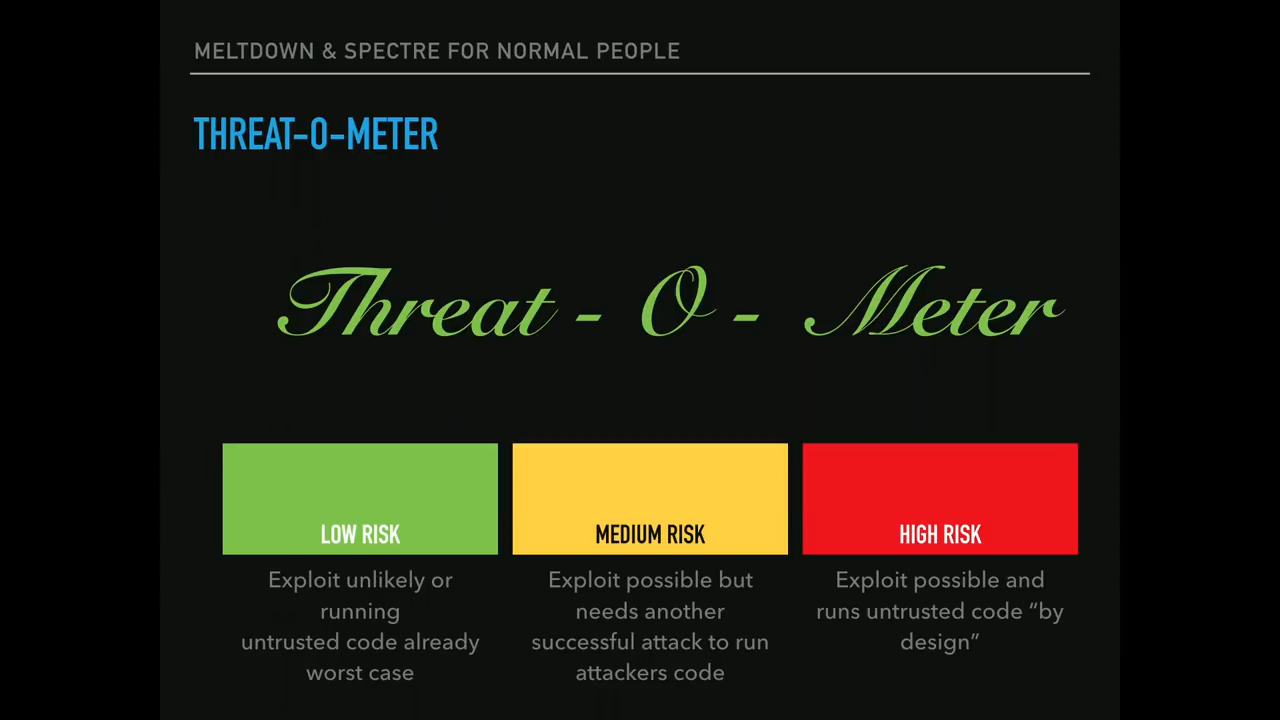 MELTDOWN & SPECTRE FOR NORMAL PEOPLE
THREAT-O-METER
Threat - O - Meter
LOW RISK
Exploit unlikely or
running
untrusted code already
worst case
MEDIUM RISK
Exploit possible but
needs another
successful attack to run
attackers code
HIGH RISK
Exploit possible and
runs untrusted code “by
design”